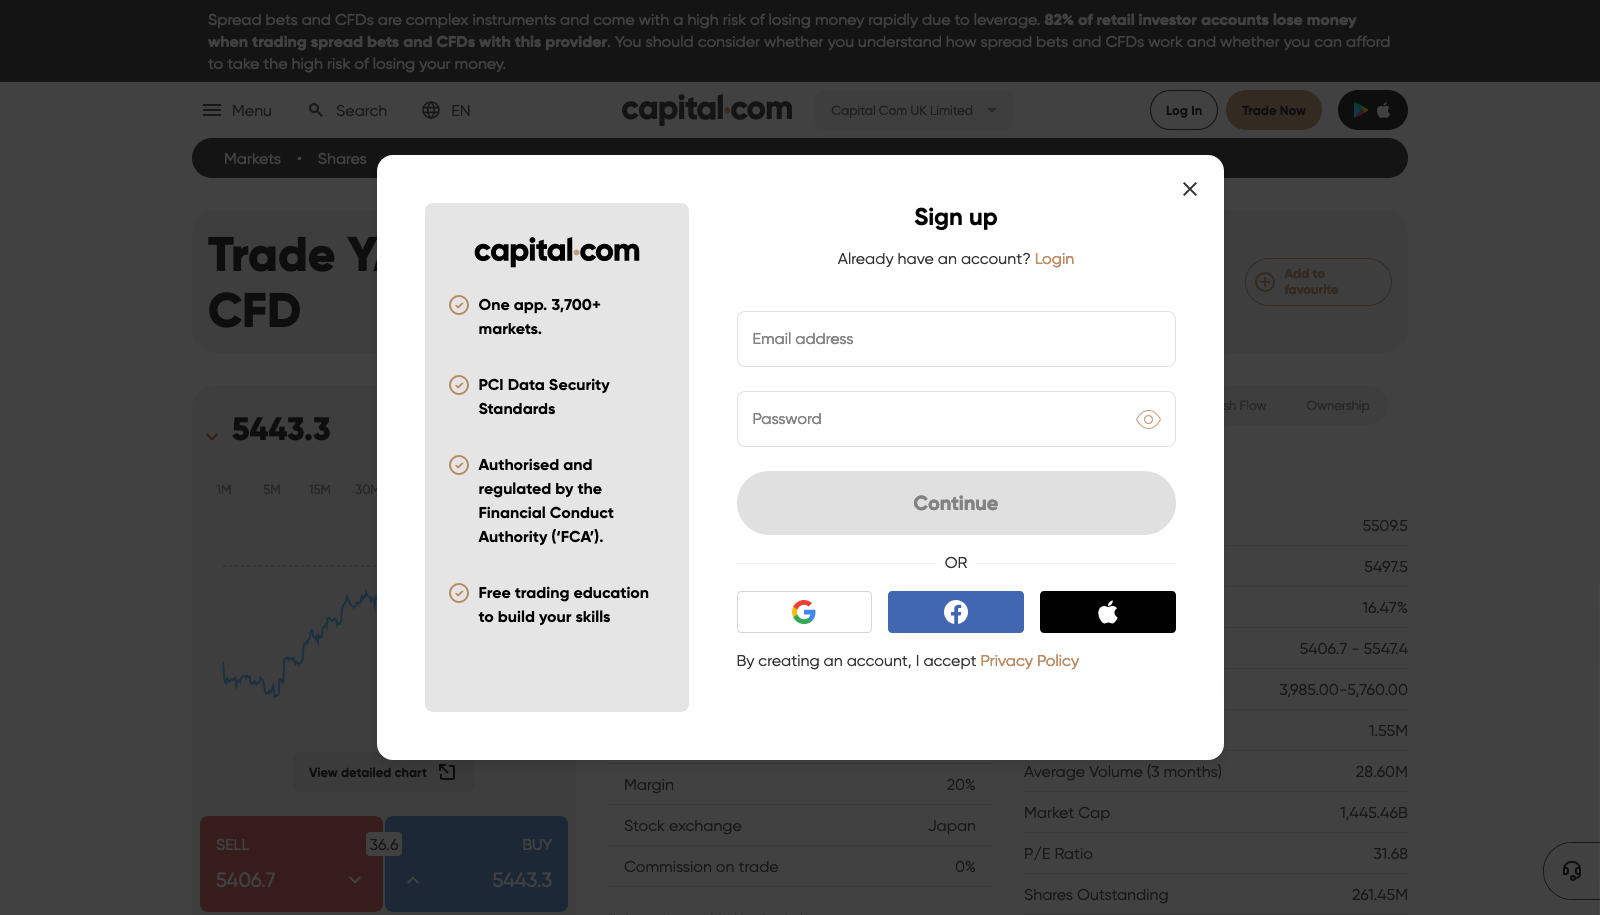 Spread bets and CFDs are complex instruments and come with a high risk of losing money rapidly due to leverage. 82% of retail investor accounts lose money
when trading spread bets and CFDs with this provider. You should consider whether you understand how spread bets and CFDs work and whether you can afford
to take the high risk of losing your money.
Menu
Search
EN
capital.com
Capital Com UK Limited
Log In
Trade Now
Markets • Shares
Trade
CFD
Add to
favourite
5443.3
1M 5M 15M 30M
View detailed chart
SELL
5406.7
36.6
BUY
5443.3
capital.com
One app. 3,700+
markets.
PCI Data Security
Standards
Authorised and
regulated by the
Financial Conduct
Authority (‘FCA’).
Free trading education
to build your skills
Sign up
Already have an account? Login
Email address
Password
Continue
OR
By creating an account, I accept Privacy Policy
Margin 20%
Stock exchange Japan
Commission on trade 0%
Flow
Ownership
5509.5
5497.5
16.47%
5406.7 - 5547.4
3,985.00-5,760.00
1.55M
Average Volume (3 months) 28.60M
Market Cap 1,445.46B
P/E Ratio 31.68
Shares Outstanding 261.45M